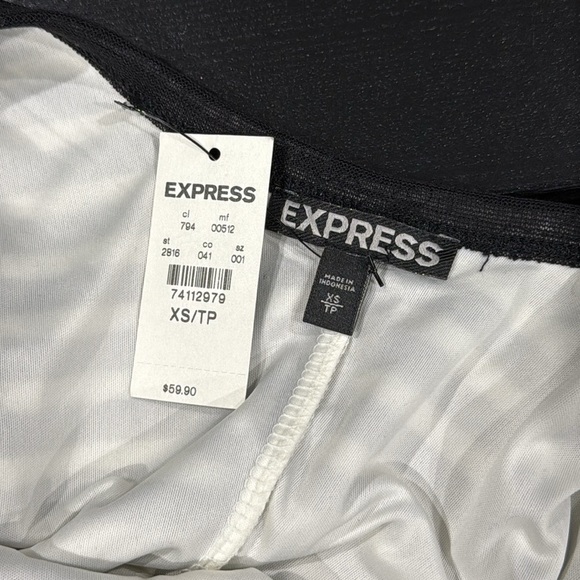 EXPRESS
cl mf
794 00512
st co sz
2816 041 001
74112979
XS/TP
$59.90
EXPRESS
MADE IN
INDONESIA
XS
TP